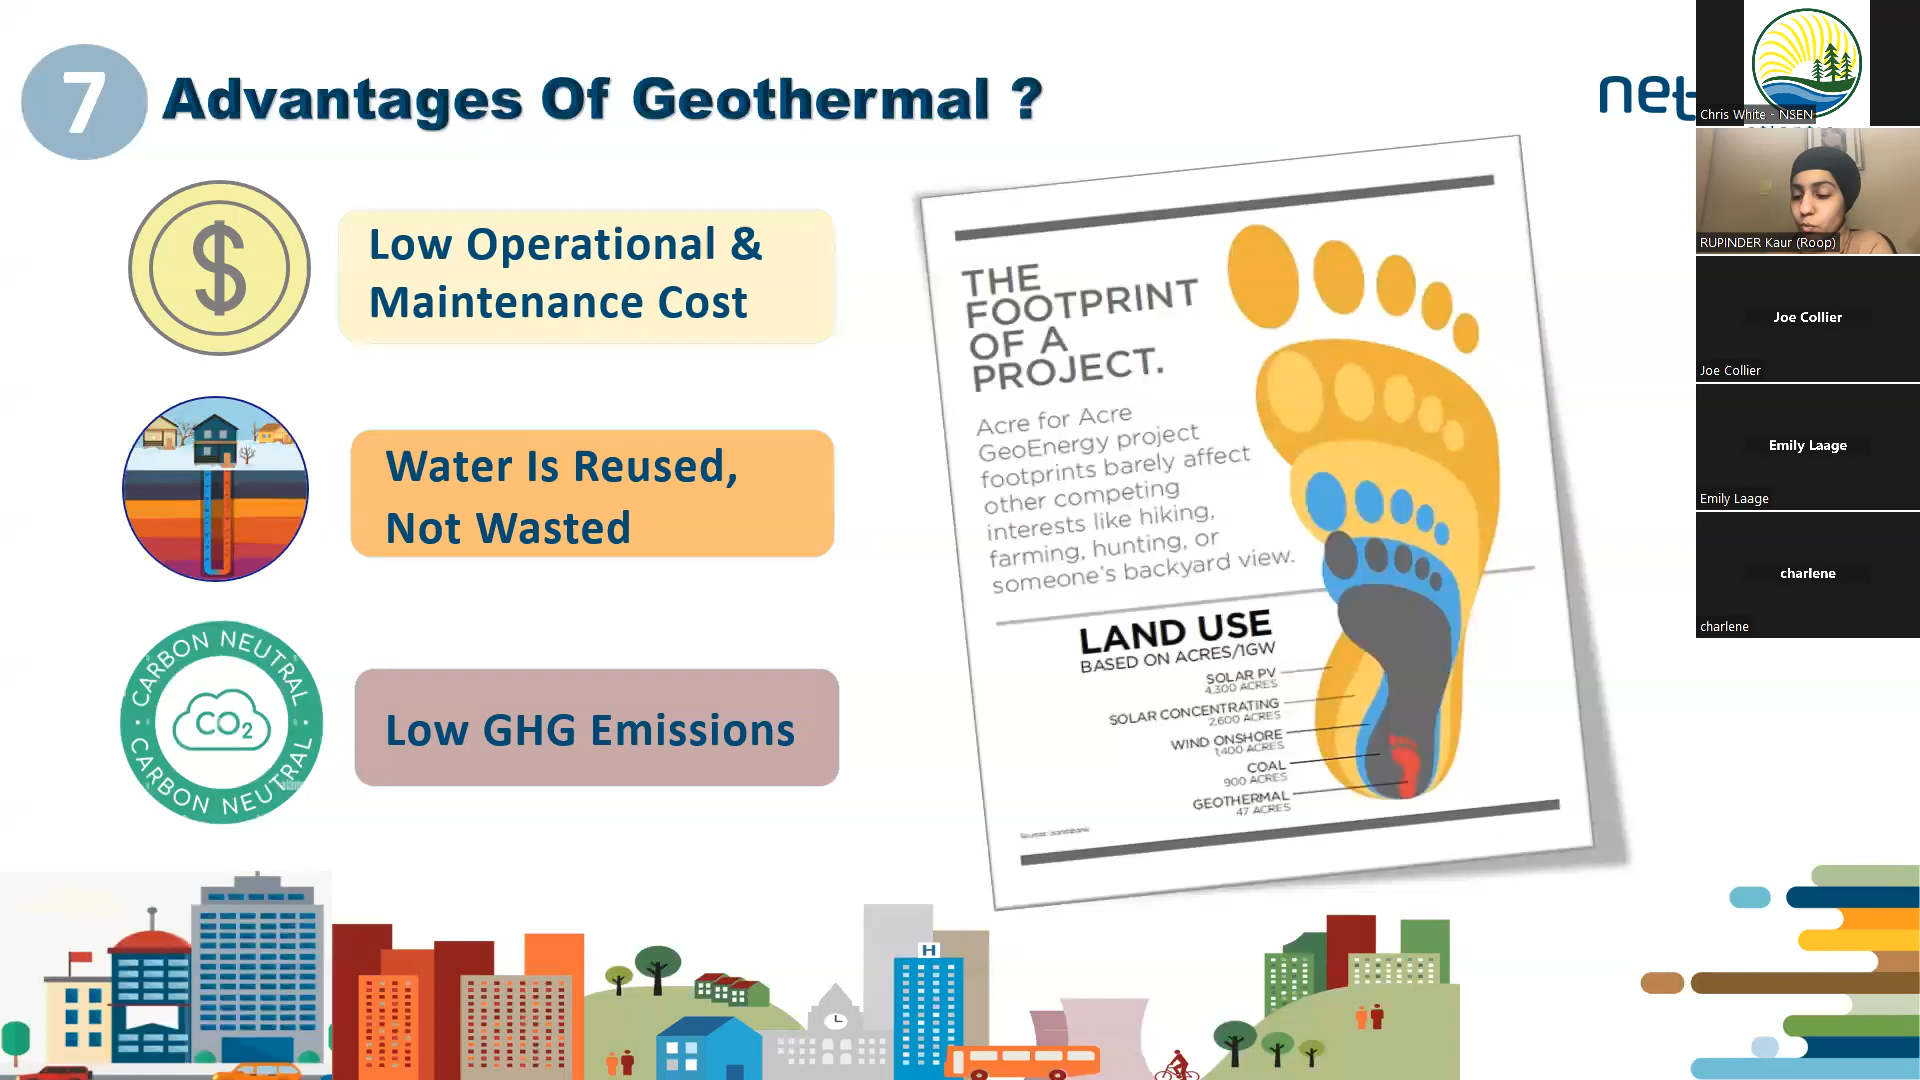 7
Advantages Of Geothermal ?
net
$
Low Operational &
Maintenance Cost
Water Is Reused,
Not Wasted
CARBON NEUTRAL
CO2
CARBON NEUTRAL
alamy
Low GHG Emissions
THE
FOOTPRINT
OF A
PROJECT.
Acre for Acre
GeoEnergy project
footprints barely affect
other competing
interests like hiking,
farming, hunting, or
someone's backyard view.
LAND USE
BASED ON ACRES/1GW
SOLAR PV
4,300 ACRES
SOLAR CONCENTRATING
2,600 ACRES
WIND ONSHORE
1,400 ACRES
COAL
900 ACRES
GEOTHERMAL
47 ACRES
H
Chris White - NSEN
RUPINDER Kaur (Roop)
Joe Collier
Joe Collier
Emily Laage
Emily Laage
charlene
charlene